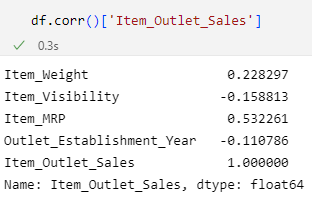 df.corr()['Item_Outlet_Sales']
✓ 0.3s
Item_Weight 0.228297
Item_Visibility -0.158813
Item_MRP 0.532261
Outlet_Establishment_Year -0.110786
Item_Outlet_Sales 1.000000
Name: Item_Outlet_Sales, dtype: float64